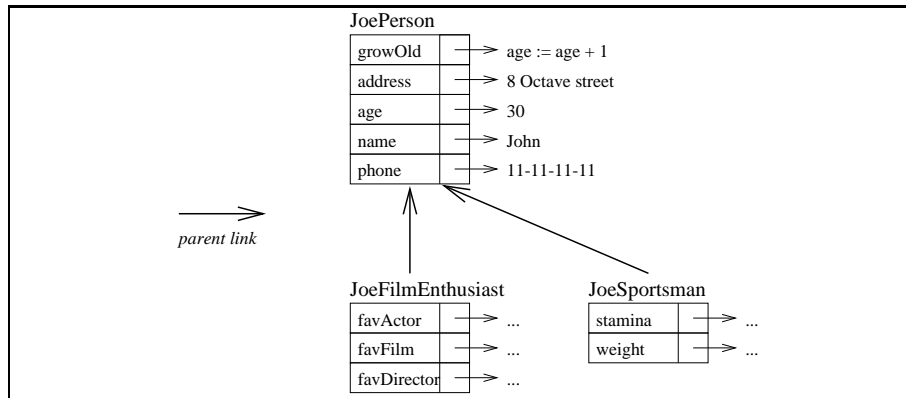 JoePerson
growOld age := age + 1
address 8 Octave street
age 30
name John
phone 11-11-11-11
parent link
JoeFilmEnthusiast JoeSportsman
favActor ... stamina ...
favFilm ... weight ...
favDirector ...